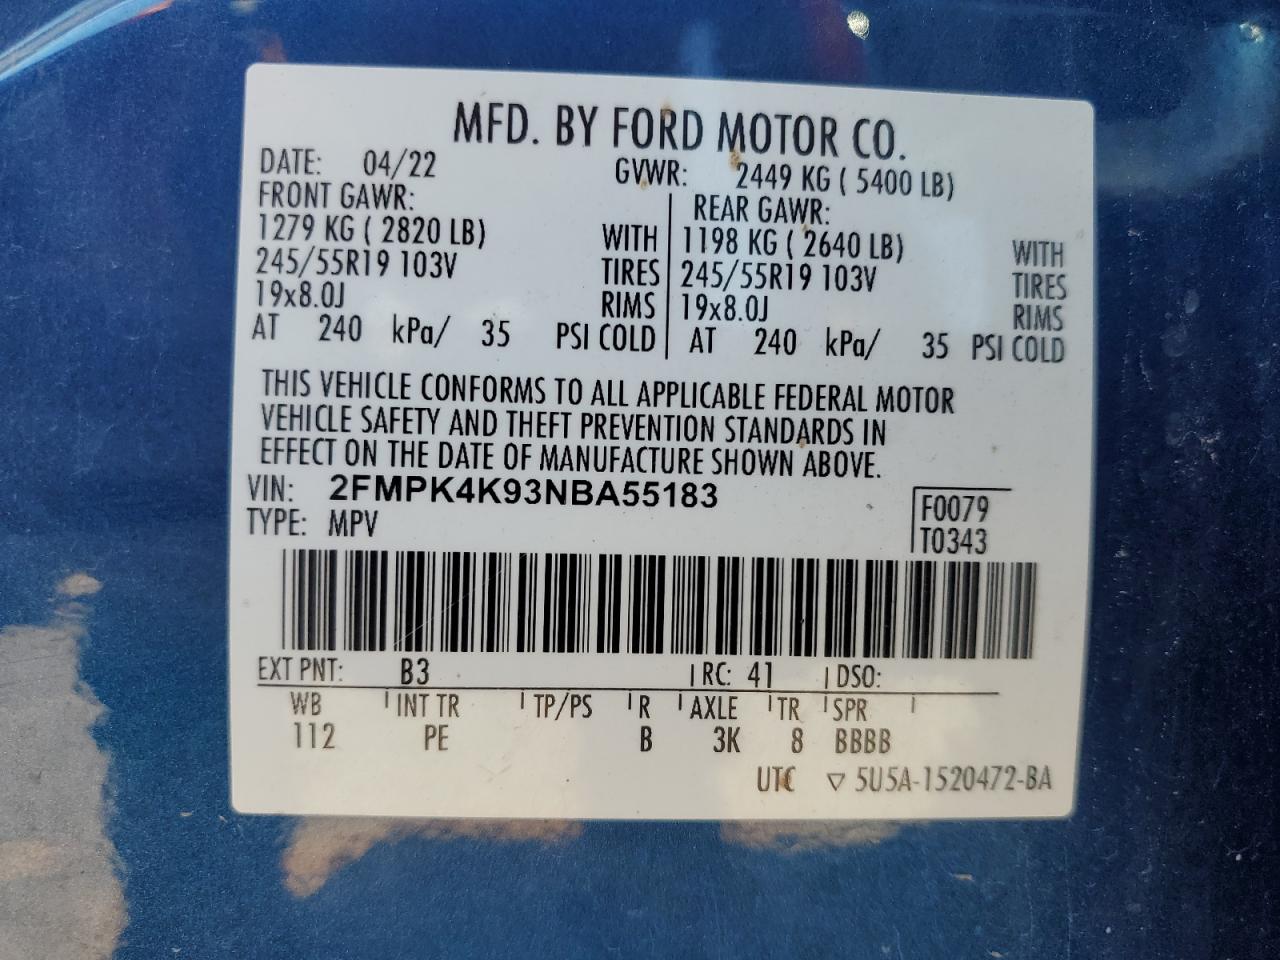 MFD. BY FORD MOTOR CO.
DATE: 04/22 GVWR: 2449 KG ( 5400 LB)
FRONT GAWR: REAR GAWR:
1279 KG ( 2820 LB) WITH 1198 KG ( 2640 LB) WITH
245/55R19 103V TIRES 245/55R19 103V TIRES
19x8.0J RIMS 19x8.0J RIMS
AT 240 kPa/ 35 PSI COLD AT 240 kPa/ 35 PSI COLD
THIS VEHICLE CONFORMS TO ALL APPLICABLE FEDERAL MOTOR
VEHICLE SAFETY AND THEFT PREVENTION STANDARDS IN
EFFECT ON THE DATE OF MANUFACTURE SHOWN ABOVE.
VIN: 2FMPK4K93NBA55183 F0079
TYPE: MPV T0343
EXT PNT: B3 RC: 41 DSO:
WB INT TR TP/PS R AXLE TR SPR
112 PE B 3K 8 BBBB
UTC ▽ 5U5A-1520472-BA